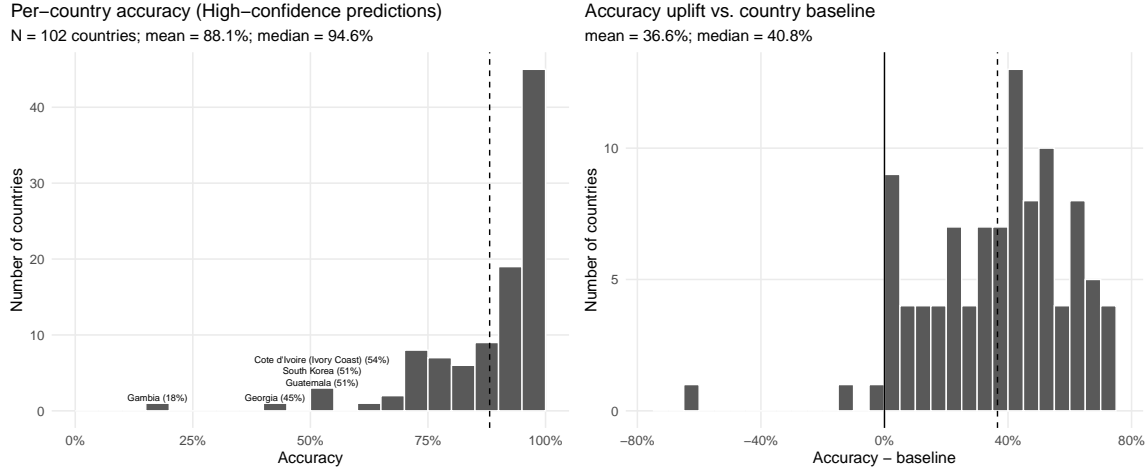 Per−country accuracy (High−confidence predictions)
N = 102 countries; mean = 88.1%; median = 94.6%
Number of countries
40
30
20
10
0
Cote d'Ivoire (Ivory Coast) (54%)
South Korea (51%)
Guatemala (51%)
Gambia (18%)
Georgia (45%)
0%
25%
50%
75%
100%
Accuracy
Accuracy uplift vs. country baseline
mean = 36.6%; median = 40.8%
Number of countries
10
5
0
−80%
−40%
0%
40%
80%
Accuracy − baseline